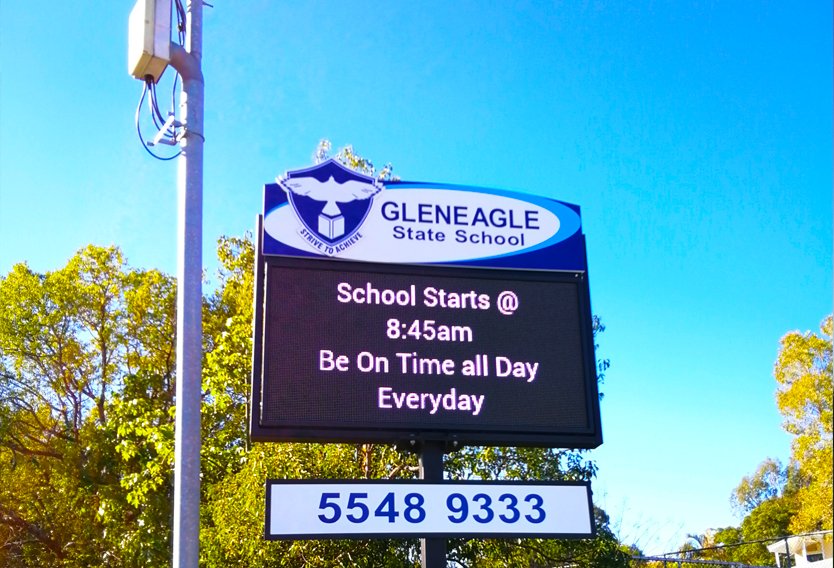 GLENEAGLE
State School
STRIVE TO ACHIEVE
School Starts @
8:45am
Be On Time all Day
Everyday
5548 9333